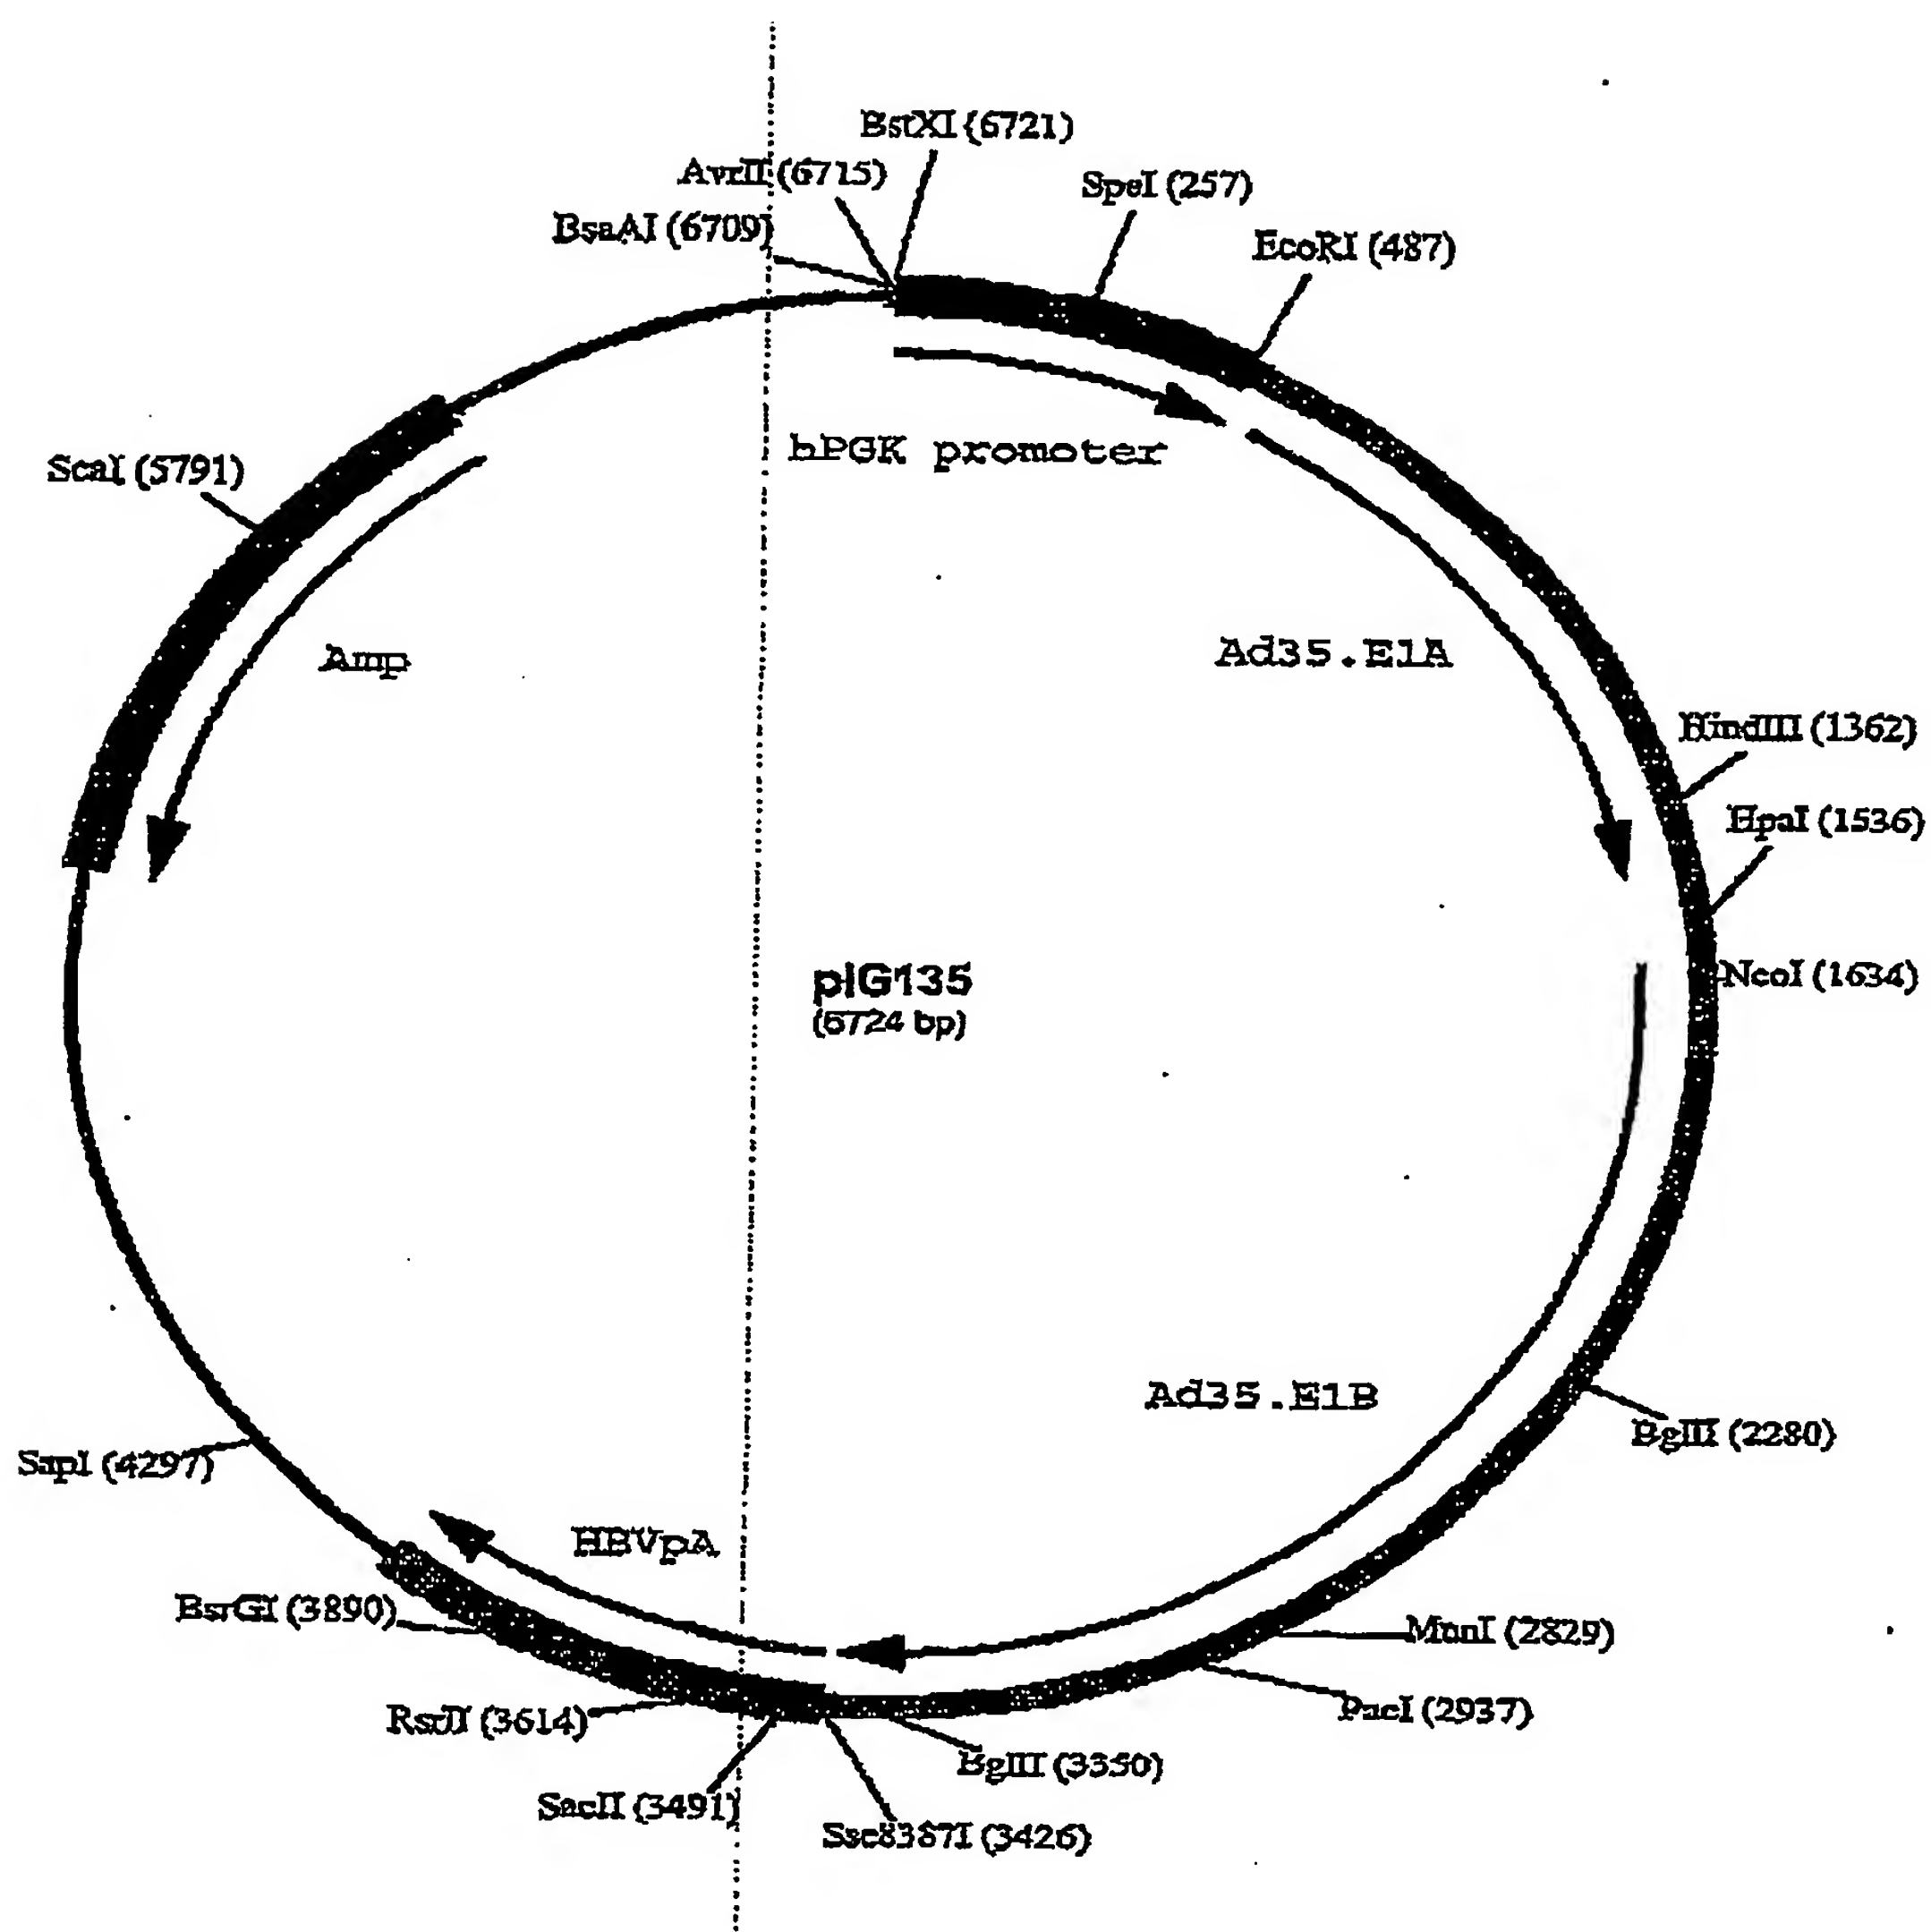 BstXI (6721)
AvrII (6715)
SpeI (257)
BsaAI (6709)
EcoRI (487)
hPGK promoter
ScaI (5791)
Ad35.E1A
Amp
HindIII (1362)
HpaI (1536)
pIG135
(6724 bp)
NcoI (1634)
Ad35.E1B
BglII (2280)
SapI (4297)
HBVpA
BsrGI (3890)
MunI (2829)
PacI (2937)
RsrII (3614)
BglII (3350)
SacII (3491)
Sse8387I (3426)